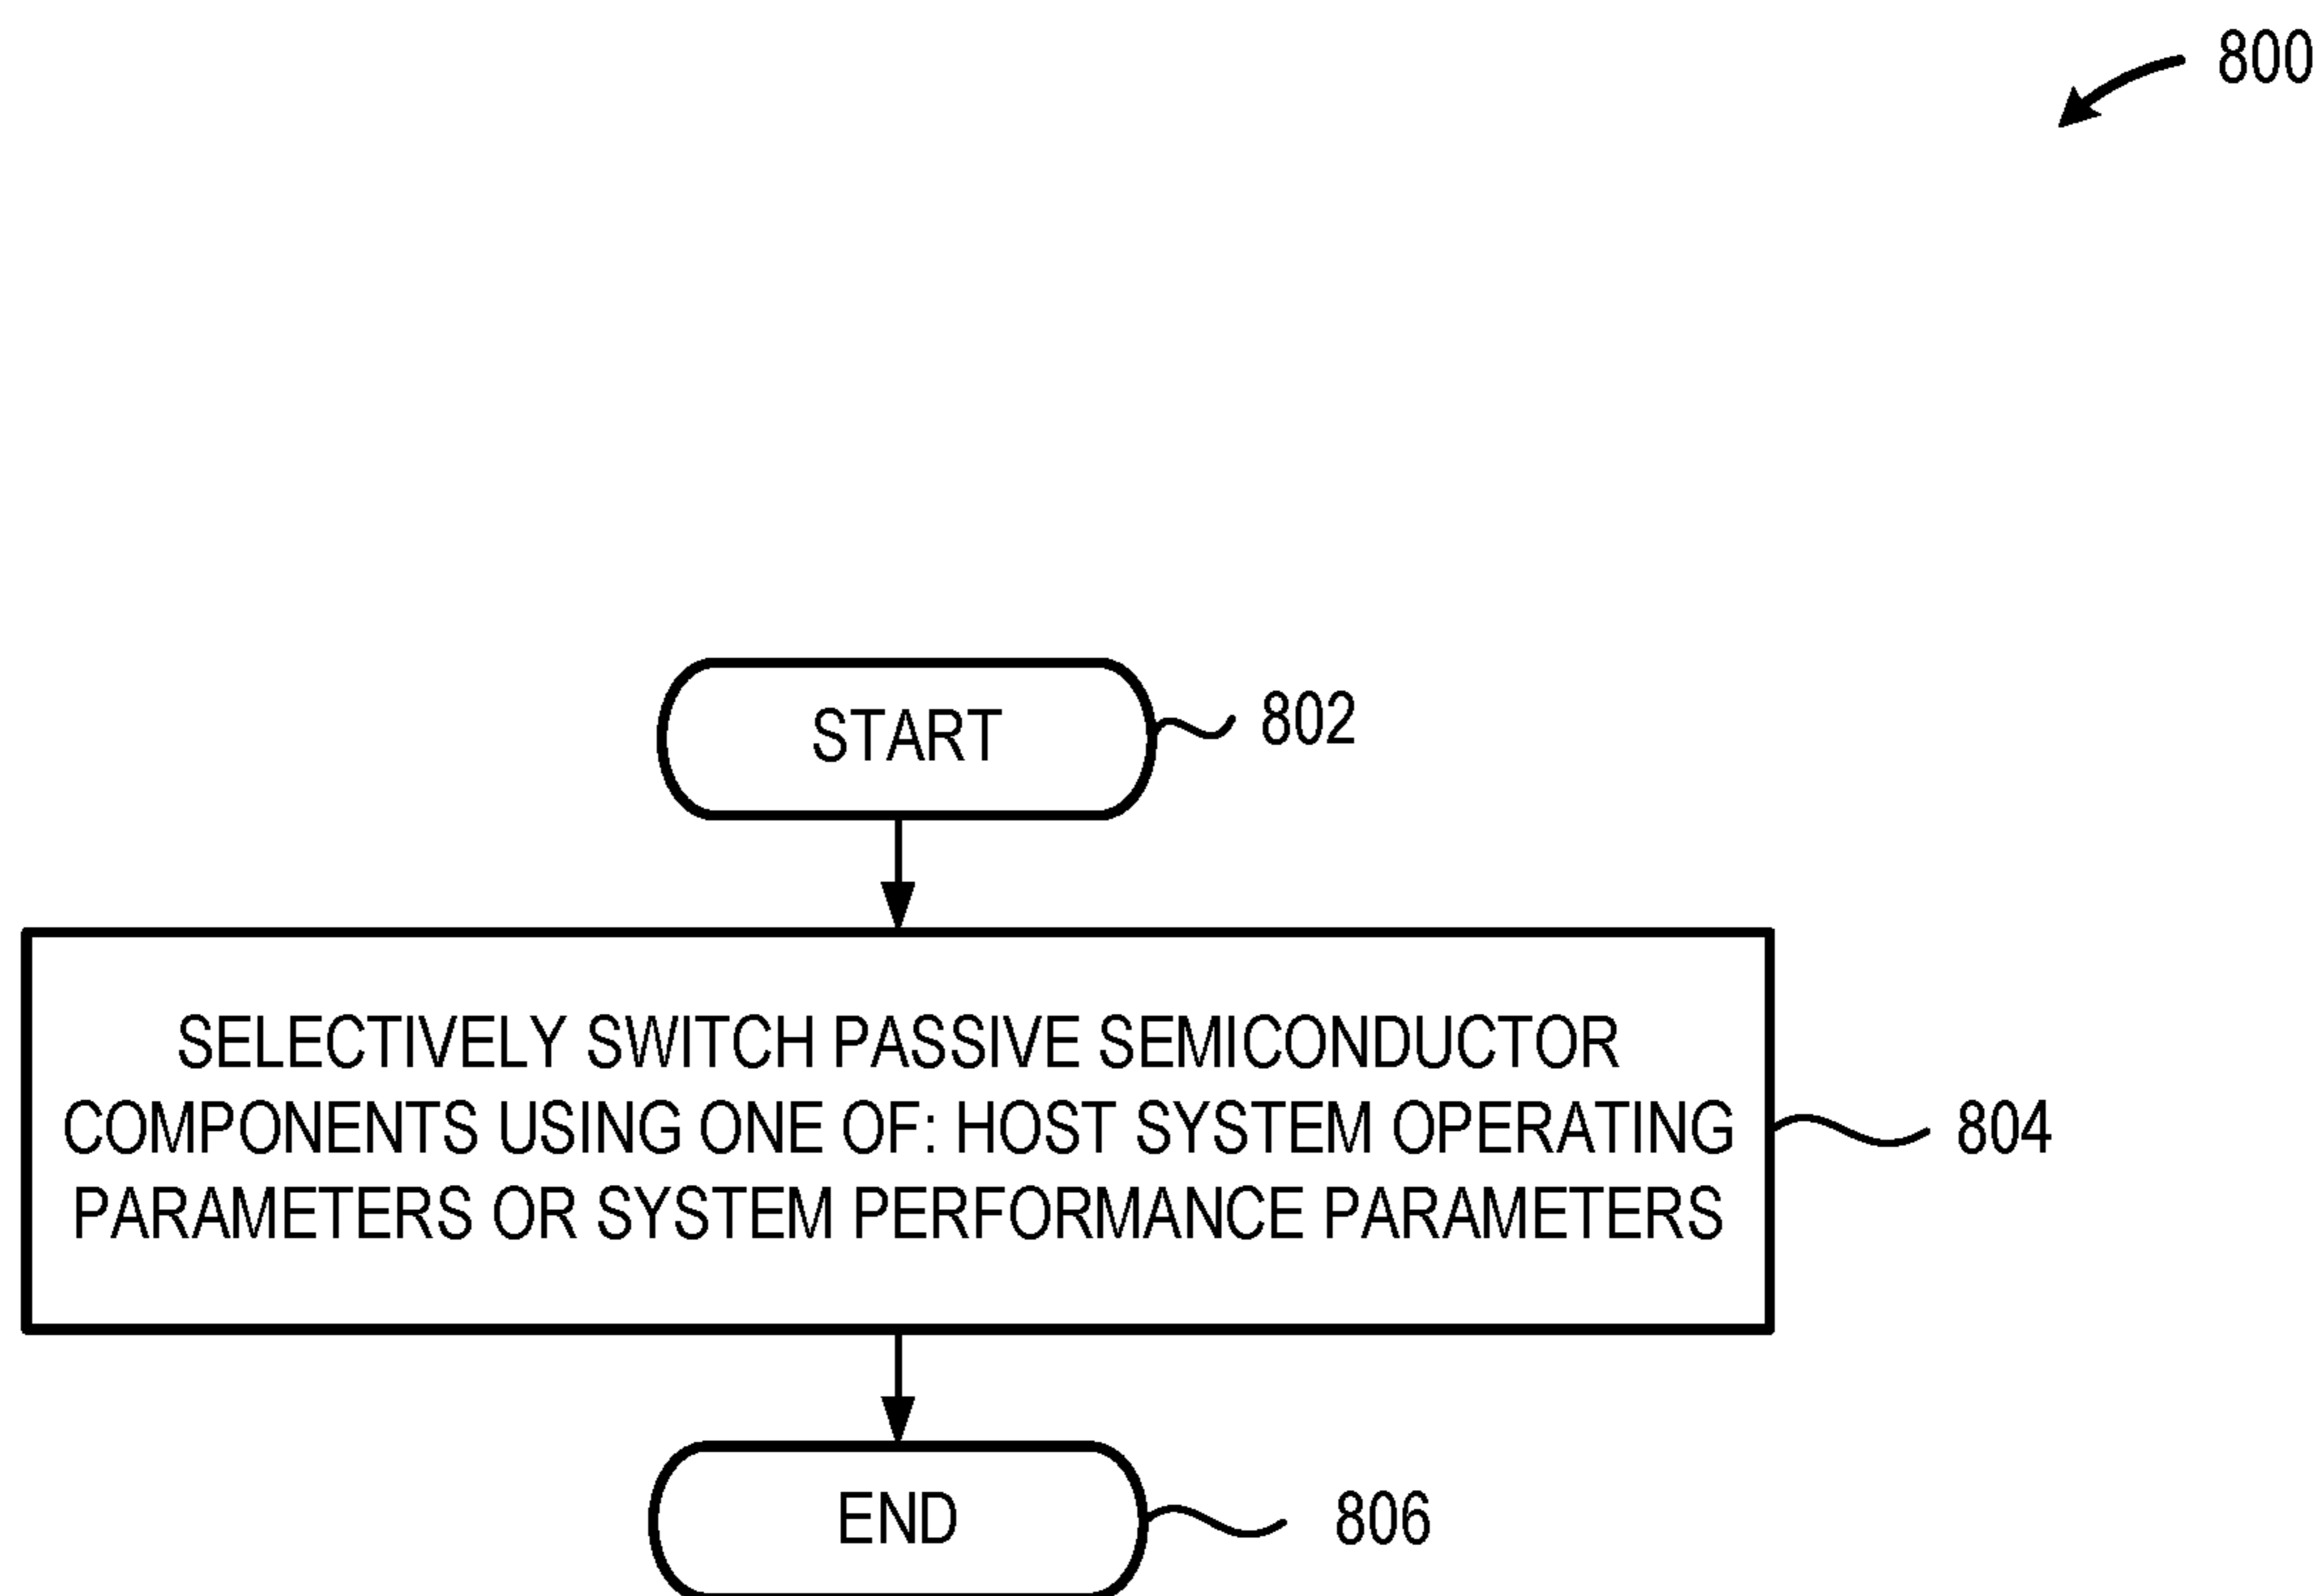 800
START
802
SELECTIVELY SWITCH PASSIVE SEMICONDUCTOR
COMPONENTS USING ONE OF: HOST SYSTEM OPERATING
PARAMETERS OR SYSTEM PERFORMANCE PARAMETERS
804
END
806